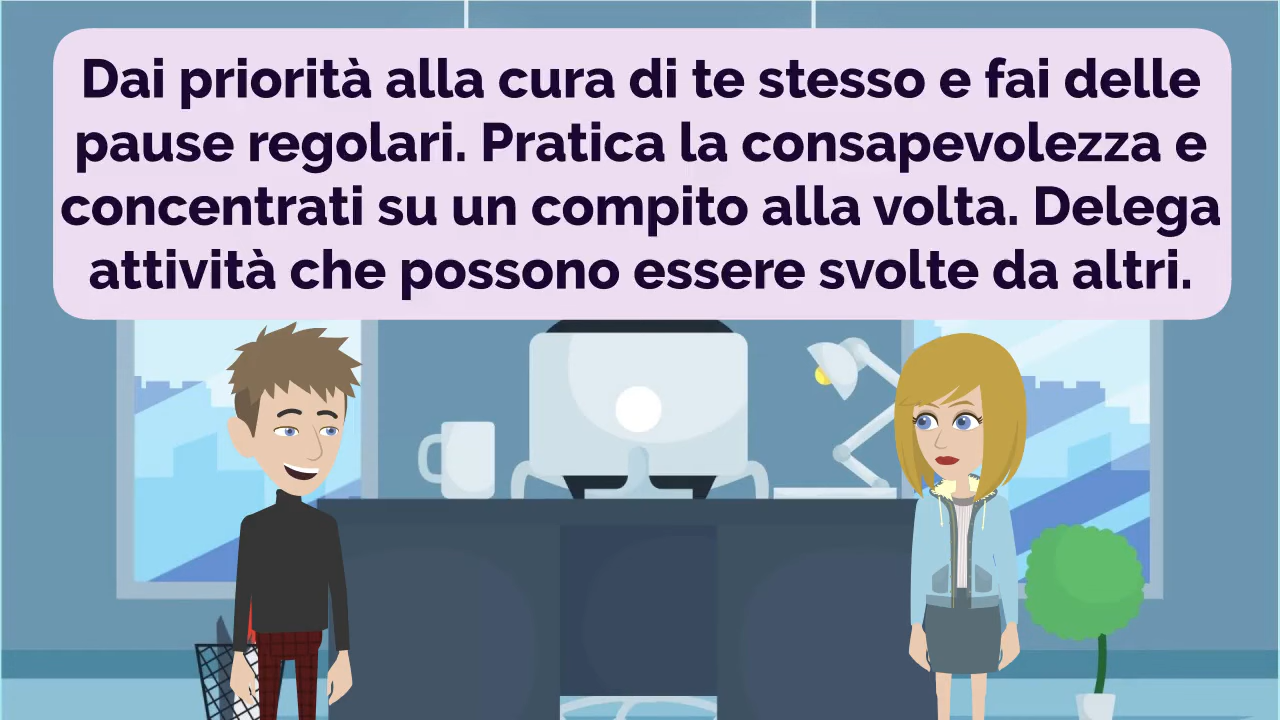 Dai priorità alla cura di te stesso e fai delle
pause regolari. Pratica la consapevolezza e
concentrati su un compito alla volta. Delega
attività che possono essere svolte da altri.